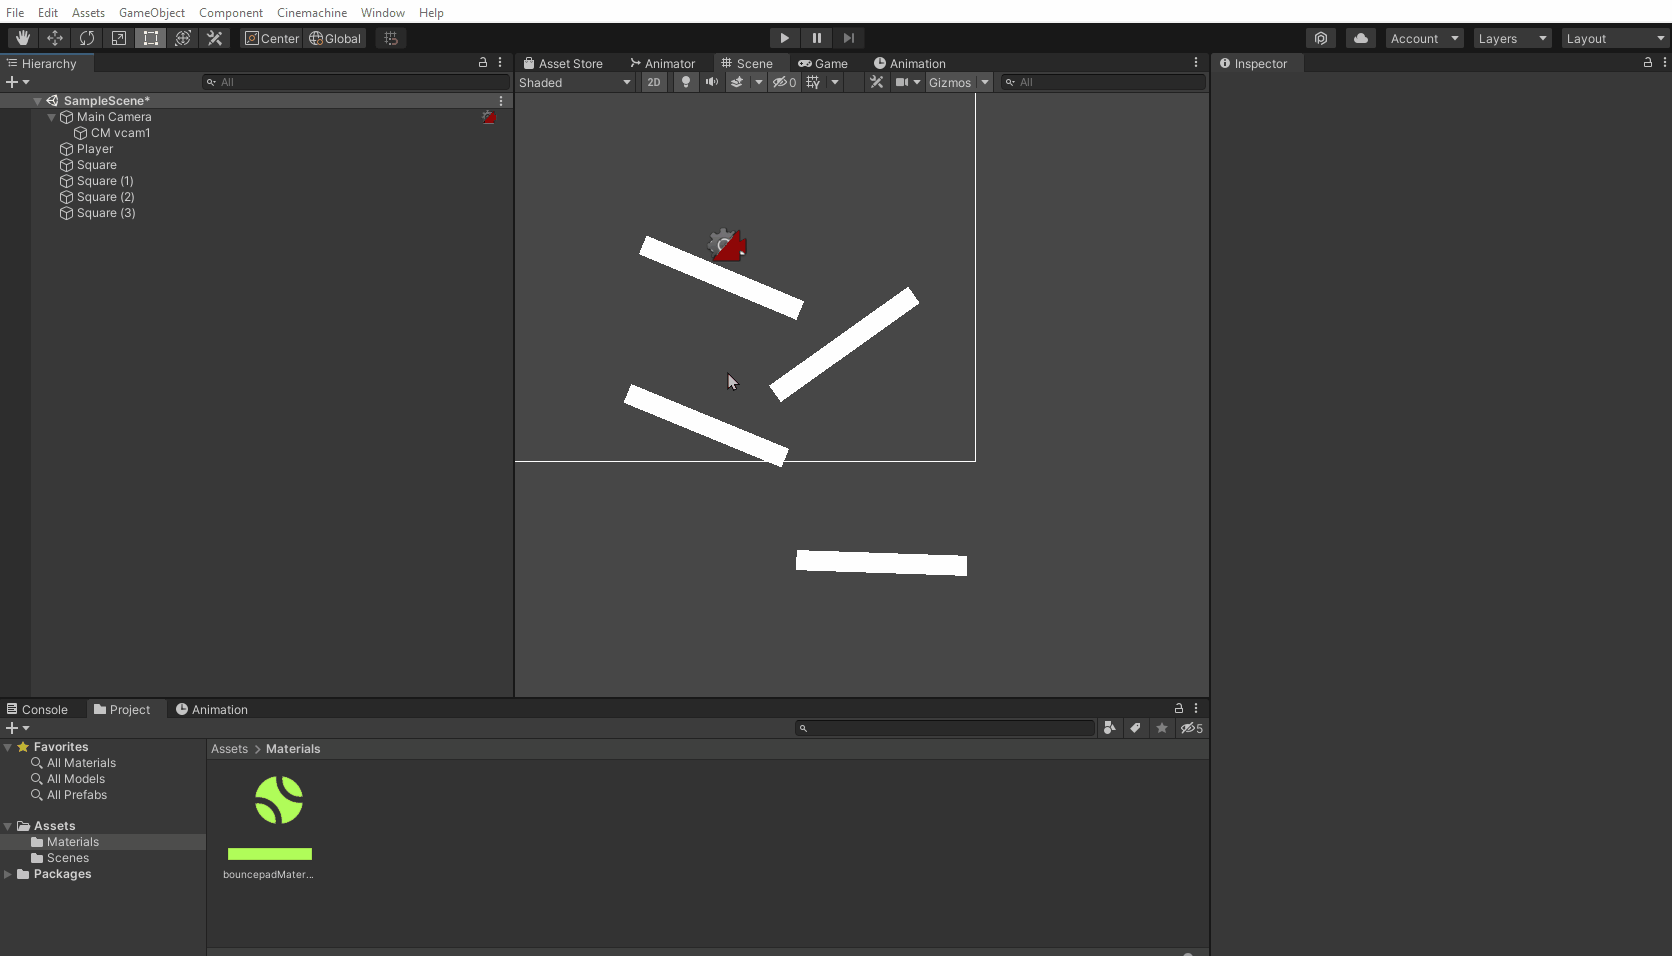 File Edit Assets GameObject Component Cinemachine Window Help
Center Global Account Layers Layout
Hierarchy
All
SampleScene*
Main Camera
CM vcam1
Player
Square
Square (1)
Square (2)
Square (3)
Asset Store Animator Scene Game Animation
Shaded 2D 0 Gizmos All
Inspector
Console Project Animation
5
Favorites
All Materials
All Models
All Prefabs
Assets
Materials
Scenes
Packages
Assets > Materials
bouncepadMater...